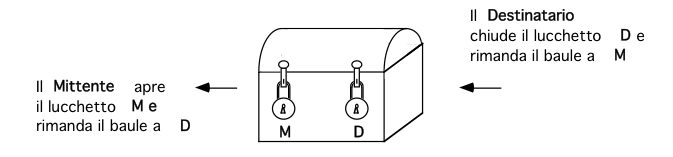 Il Destinatario
chiude il lucchetto D e
rimanda il baule a M
Il Mittente apre
il lucchetto M e
rimanda il baule a D
M D